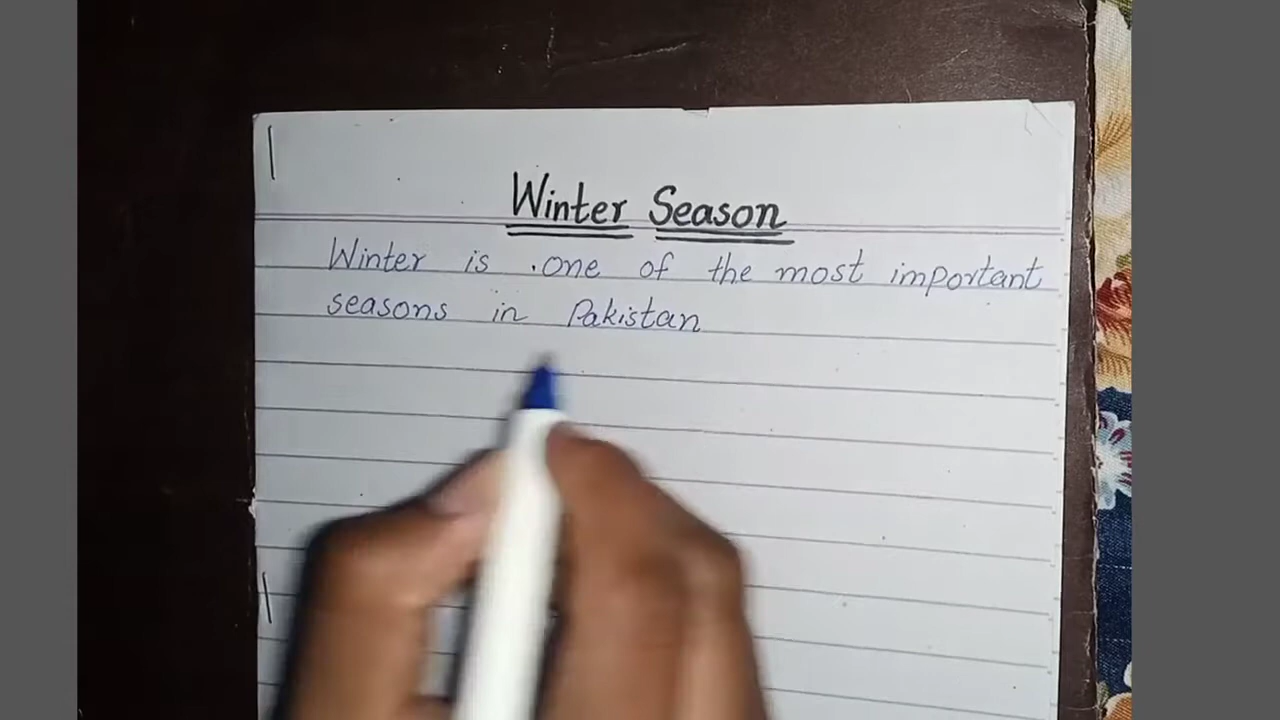 Winter Season
Winter is .one of the most important
seasons in Pakistan